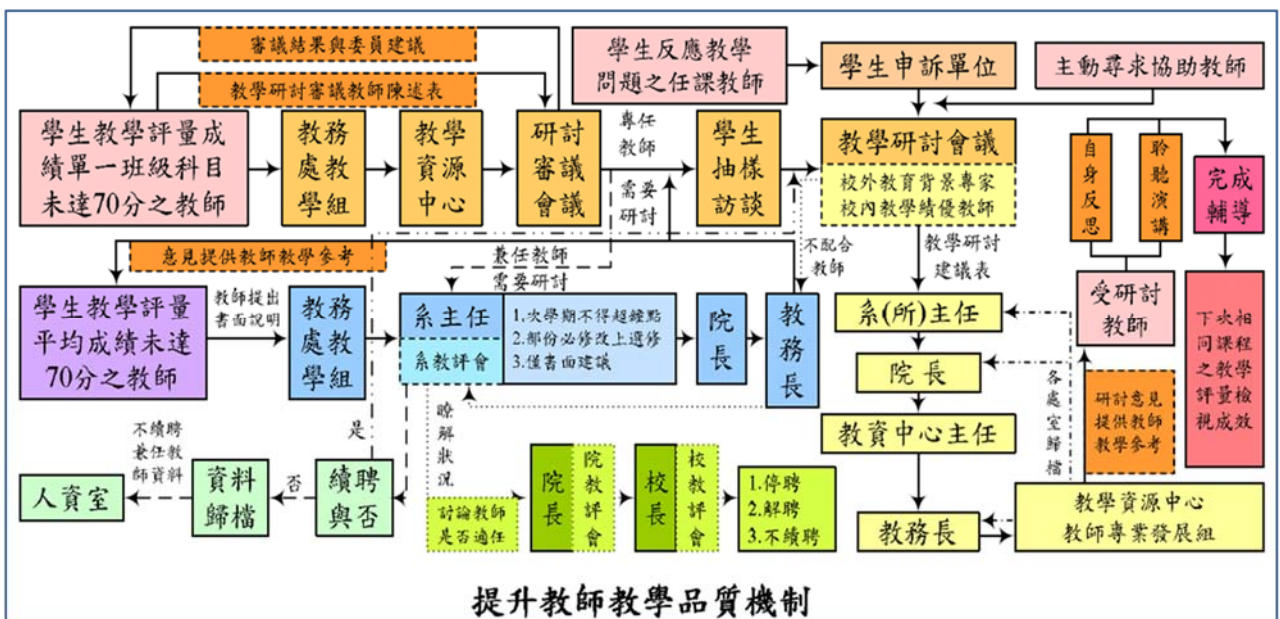 審議結果與委員建議
教學研討審議教師陳述表
學生反應教學
問題之任課教師
學生申訴單位
主動尋求協助教師
學生教學評量成
績單一班級科目
未達70分之教師
教務
處教
學組
教學
資源
中心
研討
審議
會議
專任
教師
需要
研討
學生
抽樣
訪談
教學研討會議
校外教育背景專家
校內教學績優教師
自身反思
聆聽演講
完成
輔導
意見提供教師教學參考
兼任教師
需要研討
不配合
教師
教學研討
建議表
學生教學評量
平均成績未達
70分之教師
教師提出
書面說明
教務
處教
學組
系主任
系教評會
1.次學期不得超鐘點
2.部份必修改上選修
3.僅書面建議
院長
教務長
系(所)主任
院長
教資中心主任
教務長
受研討
教師
各處室歸檔
研討意見
提供教師
教學參考
下次相
同課程
之教學
評量檢
視成效
教學資源中心
教師專業發展組
不續聘
兼任教
師資料
是
否
人資室
資料
歸檔
續聘
與否
瞭解狀況
討論教師
是否適任
院長
院教評會
校長
校教評會
1.停聘
2.解聘
3.不續聘
提升教師教學品質機制